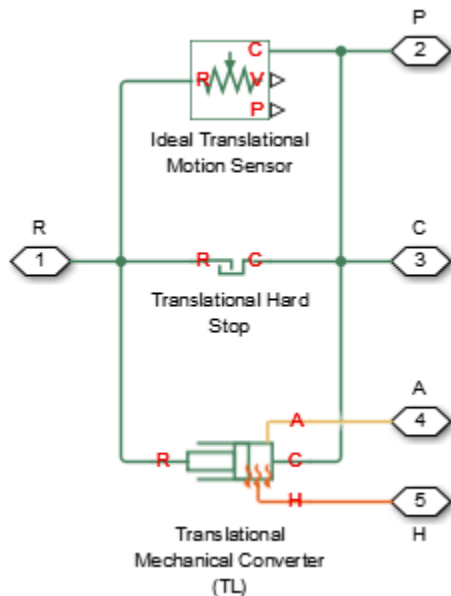 P
2
C
R
V
P
Ideal Translational
Motion Sensor
R
1
R
C
C
3
Translational Hard
Stop
A
4
A
R
C
H
5
H
Translational
Mechanical Converter
(TL)